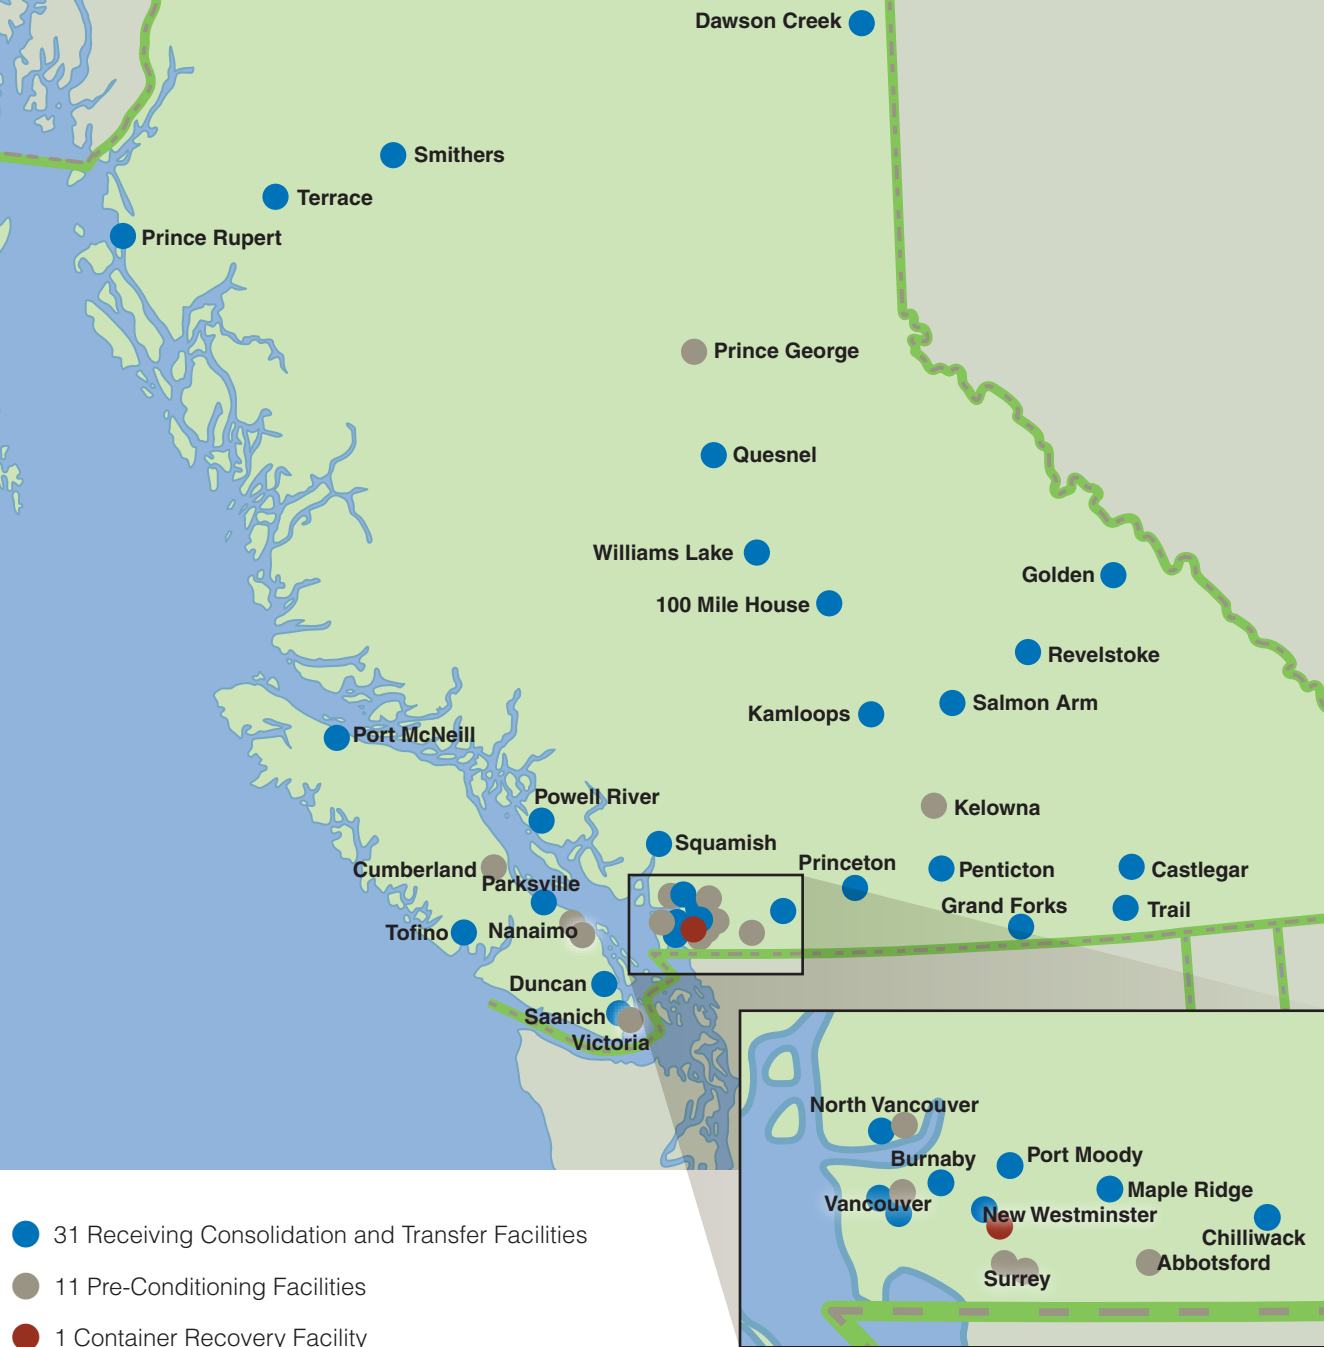 Dawson Creek
Smithers
Terrace
Prince Rupert
Prince George
Quesnel
Williams Lake
Golden
100 Mile House
Revelstoke
Salmon Arm
Kamloops
Port McNeill
Powell River
Kelowna
Squamish
Princeton
Cumberland
Penticton
Castlegar
Parksville
Grand Forks
Trail
Tofino
Nanaimo
Duncan
Saanich
Victoria
North Vancouver
Port Moody
Burnaby
Maple Ridge
Vancouver
New Westminster
Chilliwack
Abbotsford
Surrey
31 Receiving Consolidation and Transfer Facilities
11 Pre-Conditioning Facilities
1 Container Recovery Facility